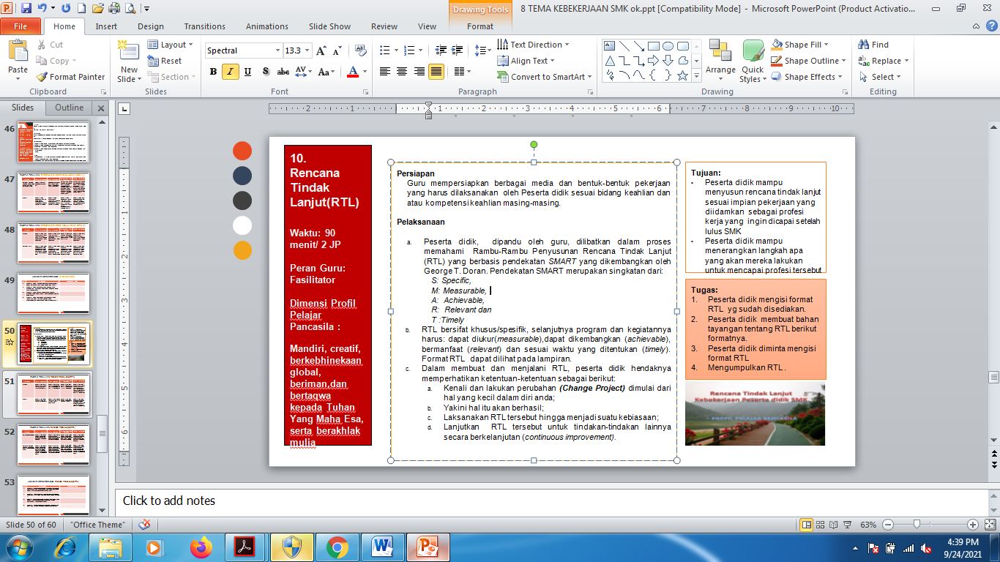 8 TEMA KEBEKERJAAN SMK ok.ppt [Compatibility Mode] - Microsoft PowerPoint (Product Activatio...
Drawing Tools
File Home Insert Design Transitions Animations Slide Show Review View Format
Paste
Cut
Copy
Format Painter
Clipboard
New Slide
Layout
Reset
Section
Slides
Spectral 13.3
B I U S abc AV Aa A
Font
Text Direction
Align Text
Convert to SmartArt
Paragraph
Arrange
Quick Styles
Shape Fill
Shape Outline
Shape Effects
Drawing
Find
Replace
Select
Editing
Slides Outline
46
47
48
49
50
51
52
53
10.
Rencana
Tindak
Lanjut(RTL)
Waktu: 90
menit/ 2 JP
Peran Guru:
Fasilitator
Dimensi Profil
Pelajar
Pancasila :
Mandiri, creatif,
berkebhinekaan
global,
beriman,dan
bertaqwa
kepada Tuhan
Yang Maha Esa,
serta berakhlak
mulia
Persiapan
Guru mempersiapkan berbagai media dan bentuk-bentuk pekerjaan
yang harus dilaksanakan oleh Peserta didik sesuai bidang keahlian dan
atau kompetensi keahlian masing-masing.
Pelaksanaan
a. Peserta didik, dipandu oleh guru, dilibatkan dalam proses
memahami Rambu-Rambu Penyusunan Rencana Tindak Lanjut
(RTL) yang berbasis pendekatan SMART yang dikembangkan oleh
George T. Doran. Pendekatan SMART merupakan singkatan dari:
S: Specific,
M: Measurable,
A: Achievable,
R: Relevant dan
T :Timely
b. RTL bersifat khusus/spesifik, selanjutnya program dan kegiatannya
harus: dapat diukur(measurable),dapat dikembangkan (achievable),
bermanfaat (relevant) dan sesuai waktu yang ditentukan (timely).
Format RTL dapat dilihat pada lampiran.
c. Dalam membuat dan menjalani RTL, peserta didik hendaknya
memperhatikan ketentuan-ketentuan sebagai berikut:
a. Kenali dan lakukan perubahan (Change Project) dimulai dari
hal yang kecil dalam diri anda;
b. Yakini hal itu akan berhasil;
c. Laksanakan RTL tersebut hingga menjadi suatu kebiasaan;
d. Lanjutkan RTL tersebut untuk tindakan-tindakan lainnya
secara berkelanjutan (continuous improvement).
Tujuan:
• Peserta didik mampu
menyusun rencana tindak lanjut
sesuai impian pekerjaan yang
diidamkan sebagai profesi
kerja yang ingin dicapai setelah
lulus SMK
• Peserta didik mampu
menerangkan langkah apa
yang akan mereka lakukan
untuk mencapai profesi tersebut
Tugas:
1. Peserta didik mengisi format
RTL yg sudah disediakan.
2. Peserta didik membuat bahan
tayangan tentang RTL berikut
formatnya.
3. Peserta didik diminta mengisi
format RTL
4. Mengumpulkan RTL .
Rencana Tindak Lanjut
Kebekerjaan Peserta didik SMK
PROFIL PELAJAR PANCASILA
Click to add notes
Slide 50 of 60
"Office Theme"
63%
4:39 PM
9/24/2021